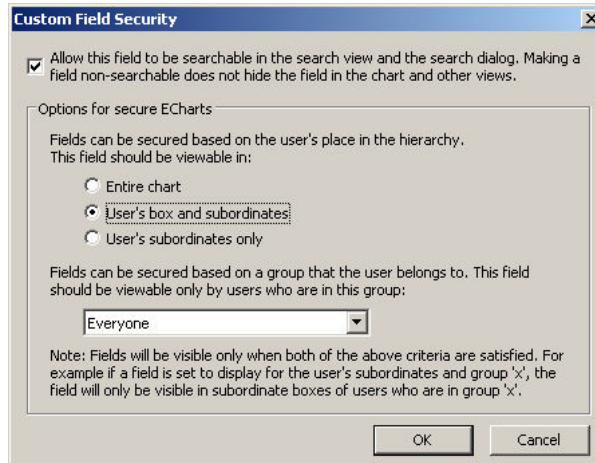 Custom Field Security
Allow this field to be searchable in the search view and the search dialog. Making a
field non-searchable does not hide the field in the chart and other views.
Options for secure ECharts
Fields can be secured based on the user's place in the hierarchy.
This field should be viewable in:
Entire chart
User's box and subordinates
User's subordinates only
Fields can be secured based on a group that the user belongs to. This field
should be viewable only by users who are in this group:
Everyone
Note: Fields will be visible only when both of the above criteria are satisfied. For
example if a field is set to display for the user's subordinates and group 'x', the
field will only be visible in subordinate boxes of users who are in group 'x'.
OK
Cancel